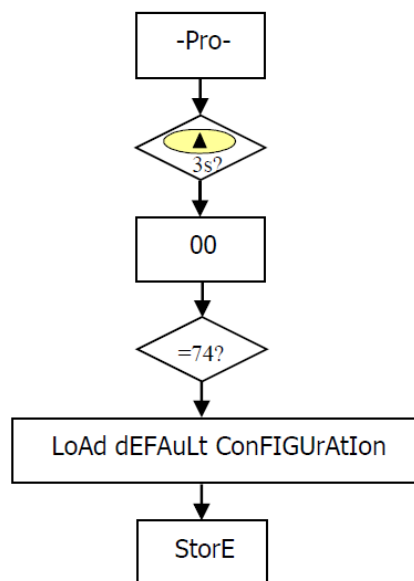 -Pro-
▲
3s?
00
=74?
LoAd dEFAuLt ConFIGUrAtIon
StorE